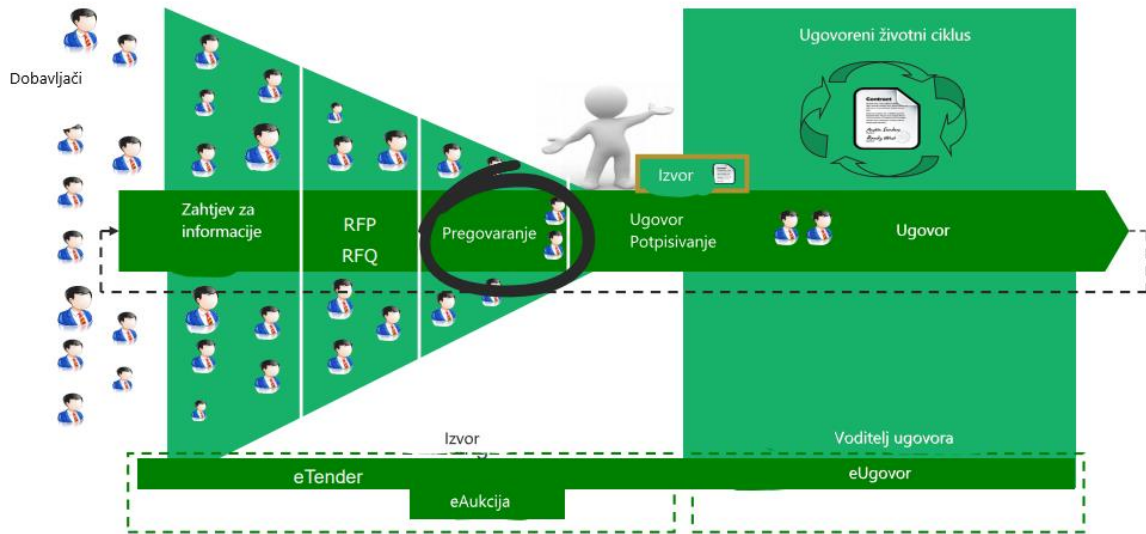 Dobavljači
Ugovoreni životni ciklus
Contract
Izvor
Zahtjev za
informacije
RFP
RFQ
Pregovaranje
Ugovor
Potpisivanje
Ugovor
Izvor
Voditelj ugovora
eTender
eUgovor
eAukcija